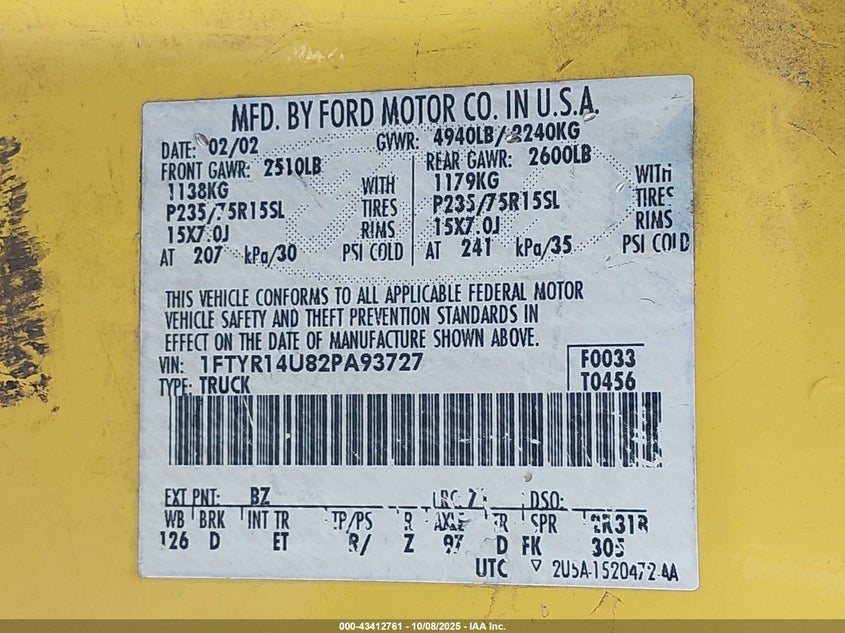 MFD. BY FORD MOTOR CO. IN U.S.A.
DATE: 02/02 GVWR: 4940LB/ 2240KG
FRONT GAWR: 2510LB REAR GAWR: 2600LB
1138KG WITH 1179KG WITH
P235/75R15SL TIRES P235/75R15SL TIRES
15X7.0J RIMS 15X7.0J RIMS
AT 207 kPa/30 PSI COLD AT 241 kPa/35 PSI COLD
THIS VEHICLE CONFORMS TO ALL APPLICABLE FEDERAL MOTOR
VEHICLE SAFETY AND THEFT PREVENTION STANDARDS IN
EFFECT ON THE DATE OF MANUFACTURE SHOWN ABOVE.
VIN: 1FTYR14U82PA93727 F0033
TYPE: TRUCK T0456
EXT PNT: BZ DSO:
WB BRK INT TR TP/PS R AXLE TR SPR
126 D ET R/ Z 97 D FK 305
UTC ▽ 2U5A-1520472-AA
000-43412761 - 10/08/2025 - IAA Inc.